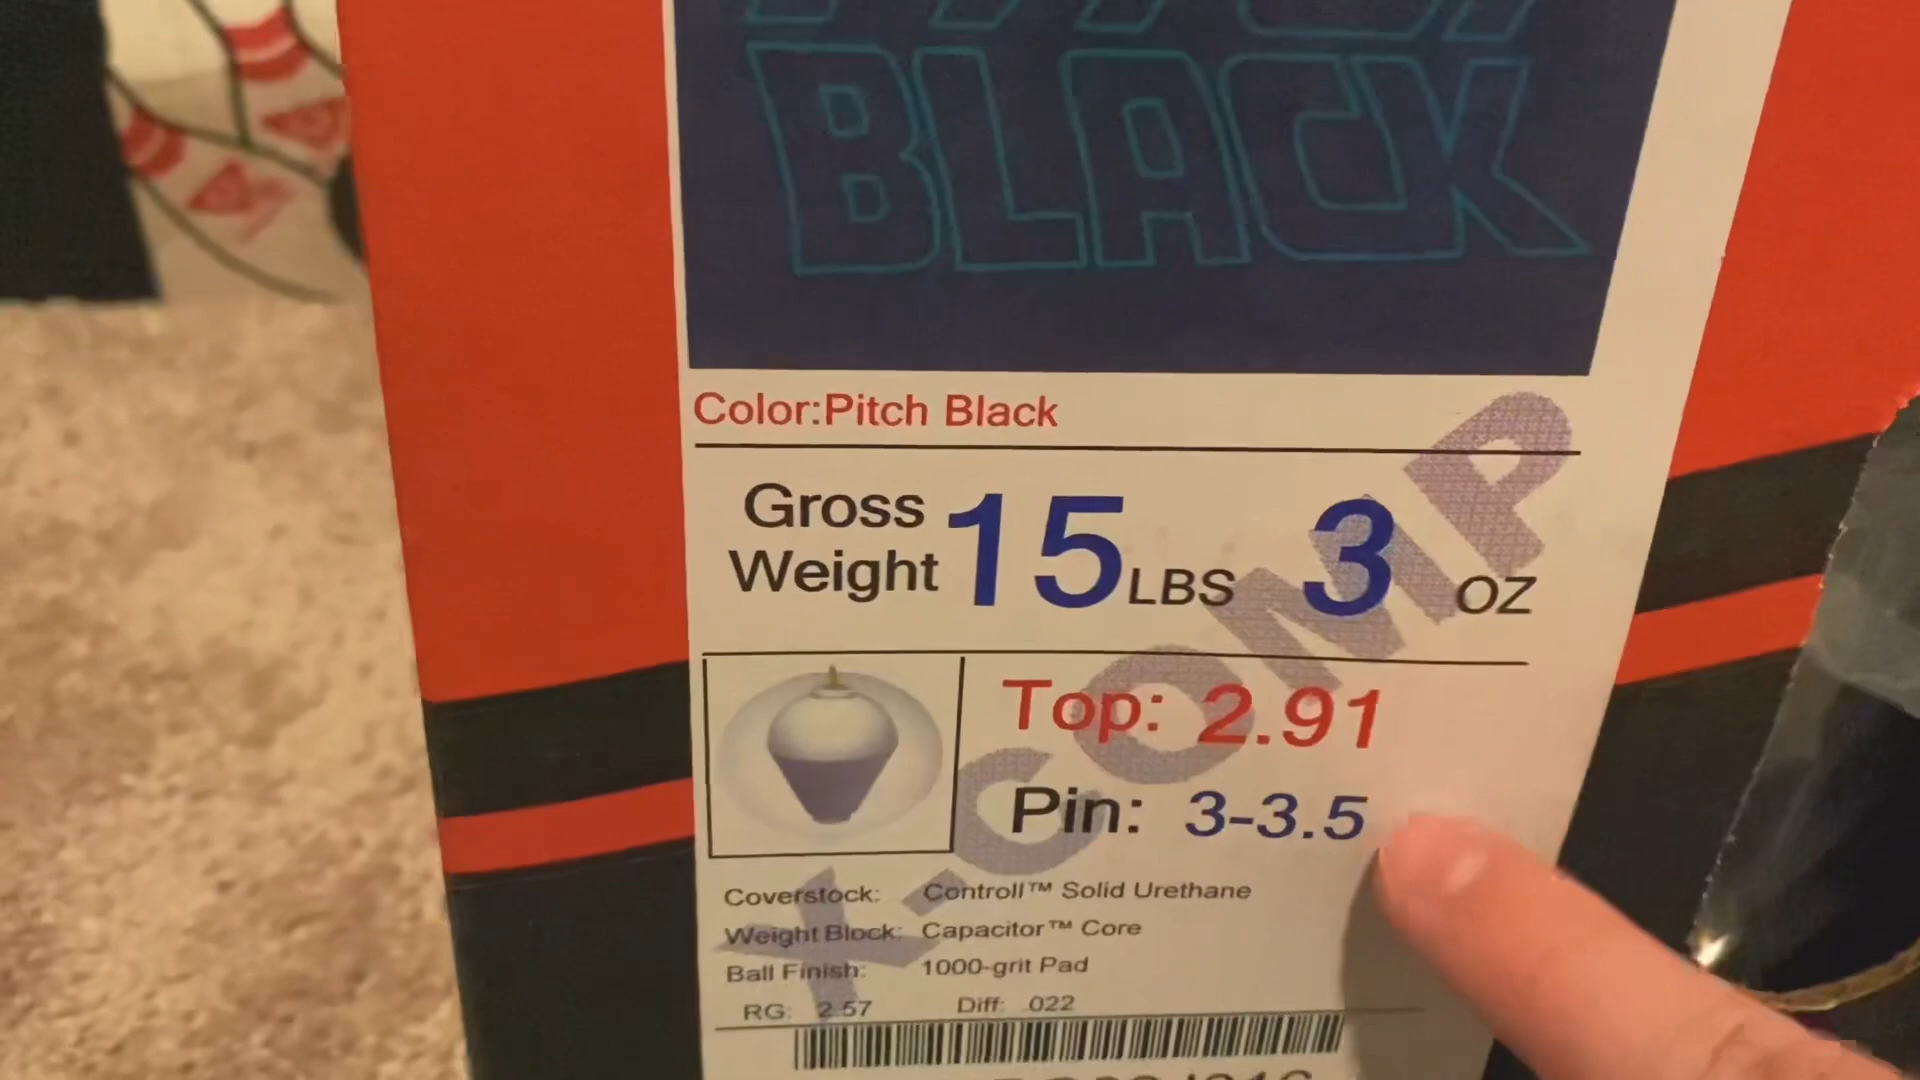 BLACK
Color:Pitch Black
Gross Weight 15 LBS 3 OZ
Top: 2.91
Pin: 3-3.5
X-COMP
Coverstock: Controll™ Solid Urethane
Weight Block: Capacitor™ Core
Ball Finish: 1000-grit Pad
RG: 2.57 Diff: .022